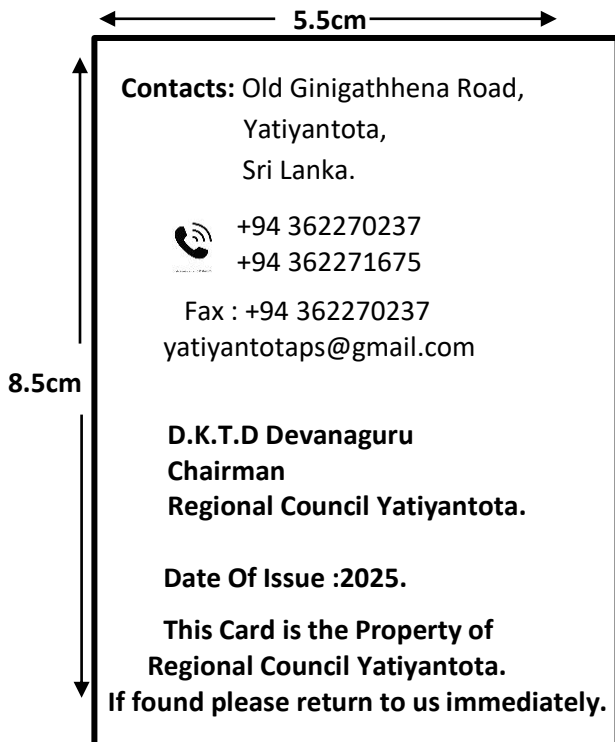 5.5cm
Contacts: Old Ginigathhena Road,
Yatiyantota,
Sri Lanka.
+94 362270237
+94 362271675
Fax : +94 362270237
yatiyantotaps@gmail.com
8.5cm
D.K.T.D Devanaguru
Chairman
Regional Council Yatiyantota.
Date Of Issue :2025.
This Card is the Property of
Regional Council Yatiyantota.
If found please return to us immediately.